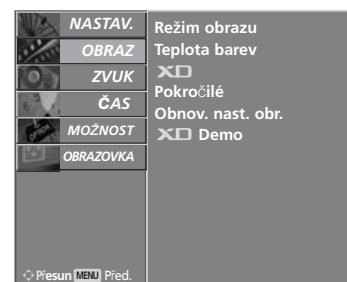 NASTAV.
OBRAZ
ZVUK
ČAS
MOŽNOST
OBRAZOVKA
Režim obrazu
Teplota barev
XD
Pokročilé
Obnov. nast. obr.
XD Demo
Přesun MENU Před.